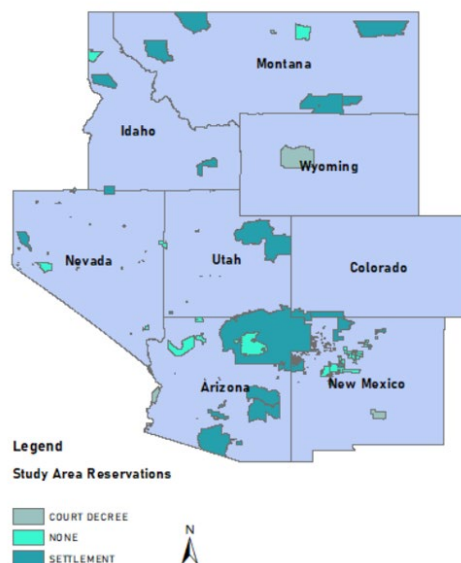 Montana
Idaho
Wyoming
Nevada
Utah
Colorado
Arizona
New Mexico
Legend
Study Area Reservations
COURT DECREE
NONE
SETTLEMENT
N